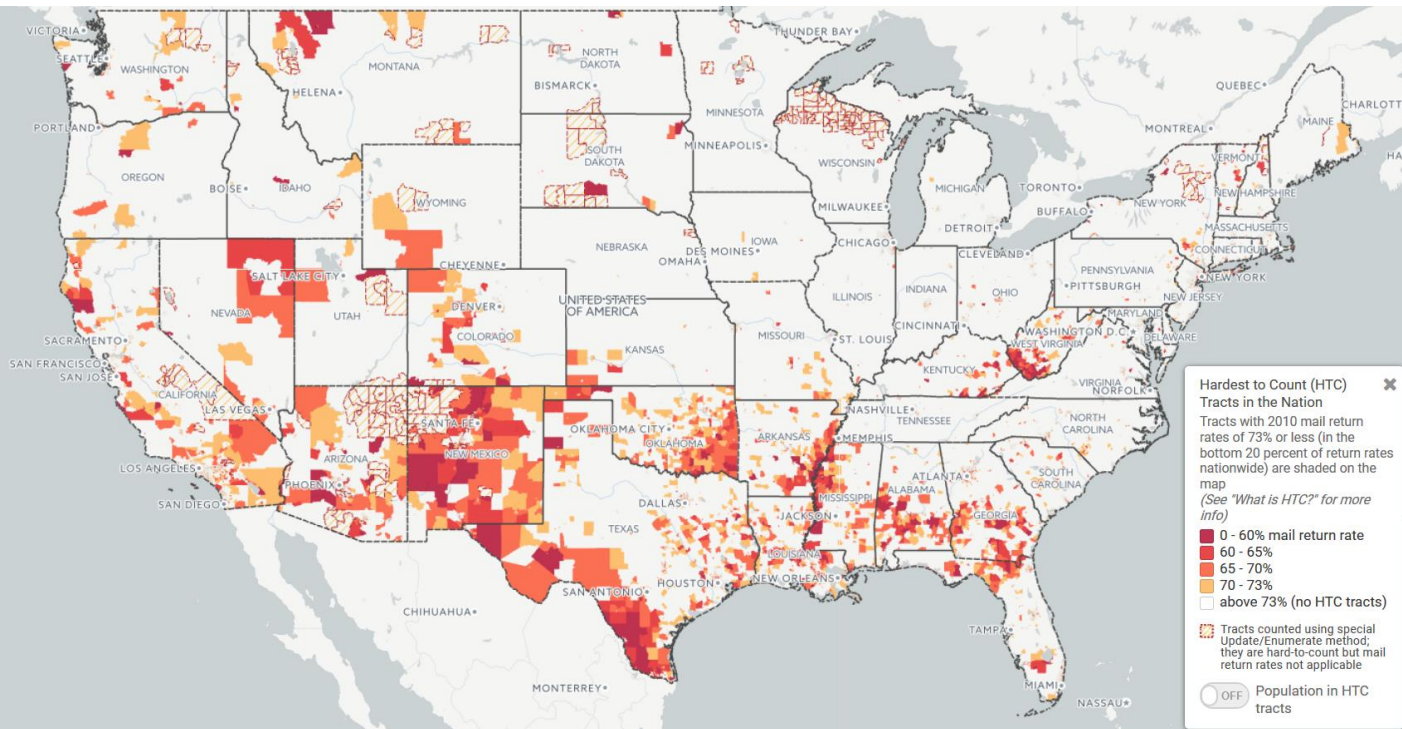 THUNDER BAY
VICTORIA
SEATTLE
WASHINGTON
MONTANA
NORTH
DAKOTA
HELENA
BISMARCK
MINNESOTA
QUEBEC
CHARLOTT
MAINE
PORTLAND
MONTREAL
MINNEAPOLIS
SOUTH
DAKOTA
WISCONSIN
VERMONT
OREGON
BOISE
IDAHO
WYOMING
MICHIGAN
TORONTO
NEW HAMPSHIRE
NEW YORK
MILWAUKEE
BUFFALO
DETROIT
MASSACHUSETTS
NEBRASKA
IOWA
DES MOINES
OMAHA
CHICAGO
CLEVELAND
CONNECTICUT
CHEYENNE
SALT LAKE CITY
PENNSYLVANIA
NEW YORK
PITTSBURGH
UNITED STATES
OF AMERICA
ILLINOIS
INDIANA
OHIO
NEW JERSEY
NEVADA
UTAH
DENVER
COLORADO
MARYLAND
SACRAMENTO
KANSAS
MISSOURI
ST. LOUIS
CINCINNATI
WASHINGTON D.C.
DELAWARE
WEST VIRGINIA
SAN FRANCISCO
SAN JOSE
KENTUCKY
VIRGINIA
NORFOLK
CALIFORNIA
LAS VEGAS
NASHVILLE
TENNESSEE
NORTH
CAROLINA
SANTA FE
OKLAHOMA CITY
OKLAHOMA
ARKANSAS
MEMPHIS
LOS ANGELES
ARIZONA
NEW MEXICO
PHOENIX
ATLANTA
SOUTH
CAROLINA
SAN DIEGO
MISSISSIPPI
ALABAMA
DALLAS
JACKSON
GEORGIA
TEXAS
LOUISIANA
HOUSTON
NEW ORLEANS
SAN ANTONIO
CHIHUAHUA
TAMPA
MONTERREY
MIAMI
NASSAU
Hardest to Count (HTC)
Tracts in the Nation
Tracts with 2010 mail return
rates of 73% or less (in the
bottom 20 percent of return rates
nationwide) are shaded on the
map
(See "What is HTC?" for more
info)
0 - 60% mail return rate
60 - 65%
65 - 70%
70 - 73%
above 73% (no HTC tracts)
Tracts counted using special
Update/Enumerate method;
they are hard-to-count but mail
return rates not applicable
OFF
Population in HTC
tracts